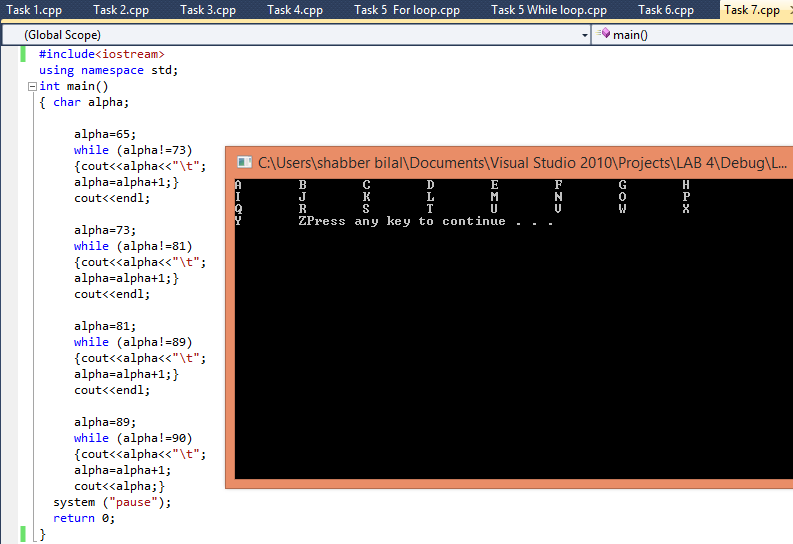 Task 1.cpp Task 2.cpp Task 3.cpp Task 4.cpp Task 5 For loop.cpp Task 5 While loop.cpp Task 6.cpp Task 7.cpp
(Global Scope) main()
#include<iostream>
using namespace std;
int main()
{ char alpha;
alpha=65;
while (alpha!=73)
{cout<<alpha<<"\t";
alpha=alpha+1;}
cout<<endl;
alpha=73;
while (alpha!=81)
{cout<<alpha<<"\t";
alpha=alpha+1;}
cout<<endl;
alpha=81;
while (alpha!=89)
{cout<<alpha<<"\t";
alpha=alpha+1;}
cout<<endl;
alpha=89;
while (alpha!=90)
{cout<<alpha<<"\t";
alpha=alpha+1;
cout<<alpha;}
system ("pause");
return 0;
}
C:\Users\shabber bilal\Documents\Visual Studio 2010\Projects\LAB 4\Debug\L...
A B C D E F G H
I J K L M N O P
Q R S T U V W X
Y ZPress any key to continue . . .